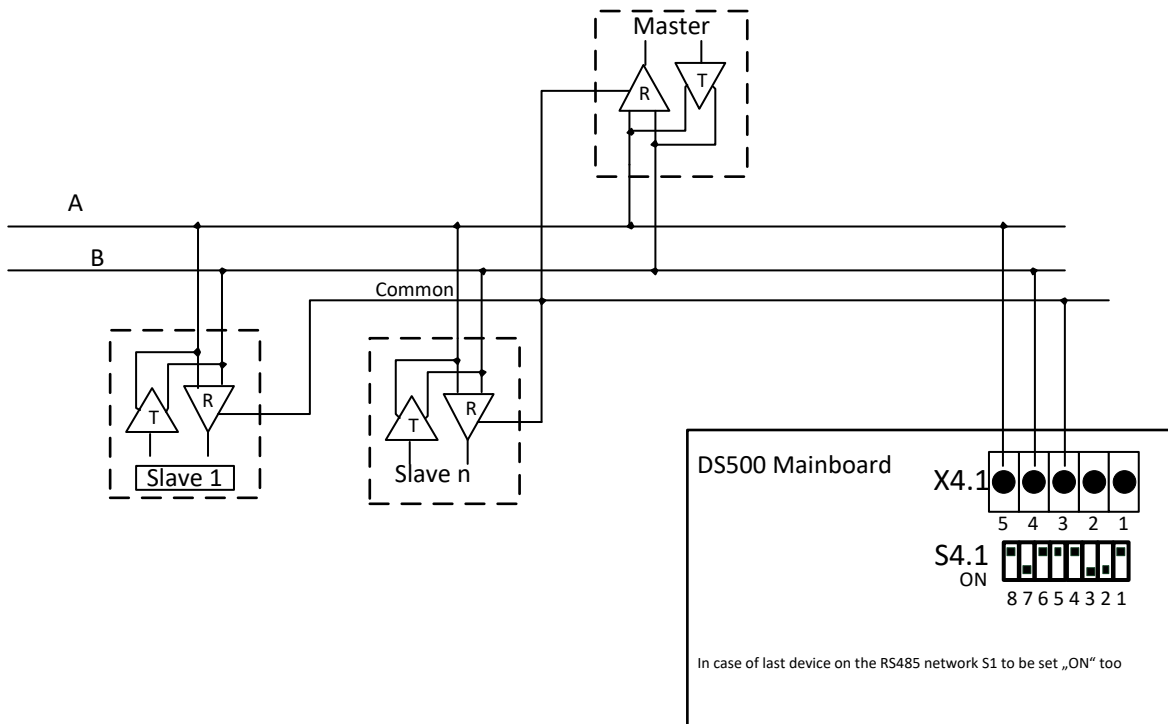 Master
R
T
A
B
Common
T
R
Slave 1
T
R
Slave n
DS500 Mainboard
X4.1
5 4 3 2 1
S4.1
ON
8 7 6 5 4 3 2 1
In case of last device on the RS485 network S1 to be set „ON“ too